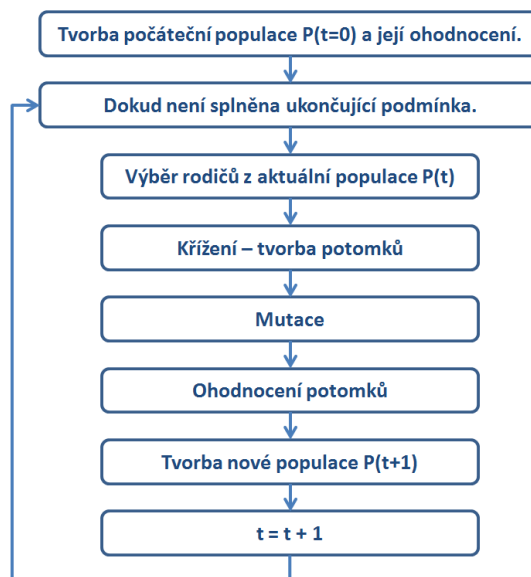 Tvorba počáteční populace P(t=0) a její ohodnocení.
Dokud není splněna ukončující podmínka.
Výběr rodičů z aktuální populace P(t)
Křížení – tvorba potomků
Mutace
Ohodnocení potomků
Tvorba nové populace P(t+1)
t = t + 1